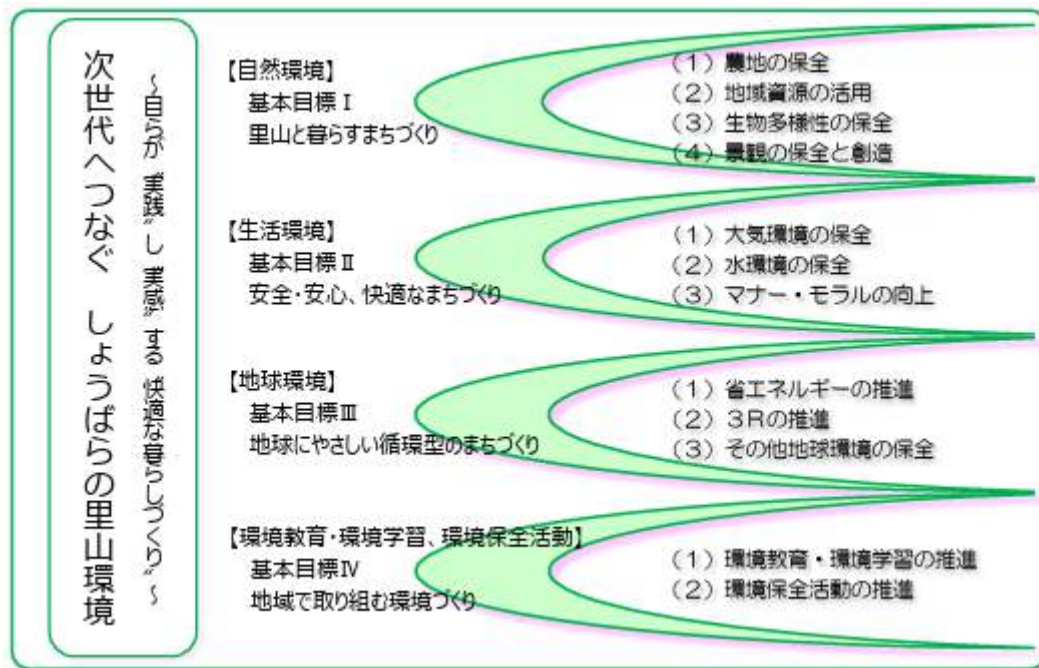 次世代へつなぐ しょうばらの里山環境
～自らが“実践”し“実感”する“快適な暮らしづくり”～
【自然環境】
基本目標Ⅰ
里山と暮らすまちづくり
(1) 農地の保全
(2) 地域資源の活用
(3) 生物多様性の保全
(4) 景観の保全と創造
【生活環境】
基本目標Ⅱ
安全・安心、快適なまちづくり
(1) 大気環境の保全
(2) 水環境の保全
(3) マナー・モラルの向上
【地球環境】
基本目標Ⅲ
地球にやさしい循環型のまちづくり
(1) 省エネルギーの推進
(2) 3Rの推進
(3) その他地球環境の保全
【環境教育・環境学習、環境保全活動】
基本目標Ⅳ
地域で取り組む環境づくり
(1) 環境教育・環境学習の推進
(2) 環境保全活動の推進